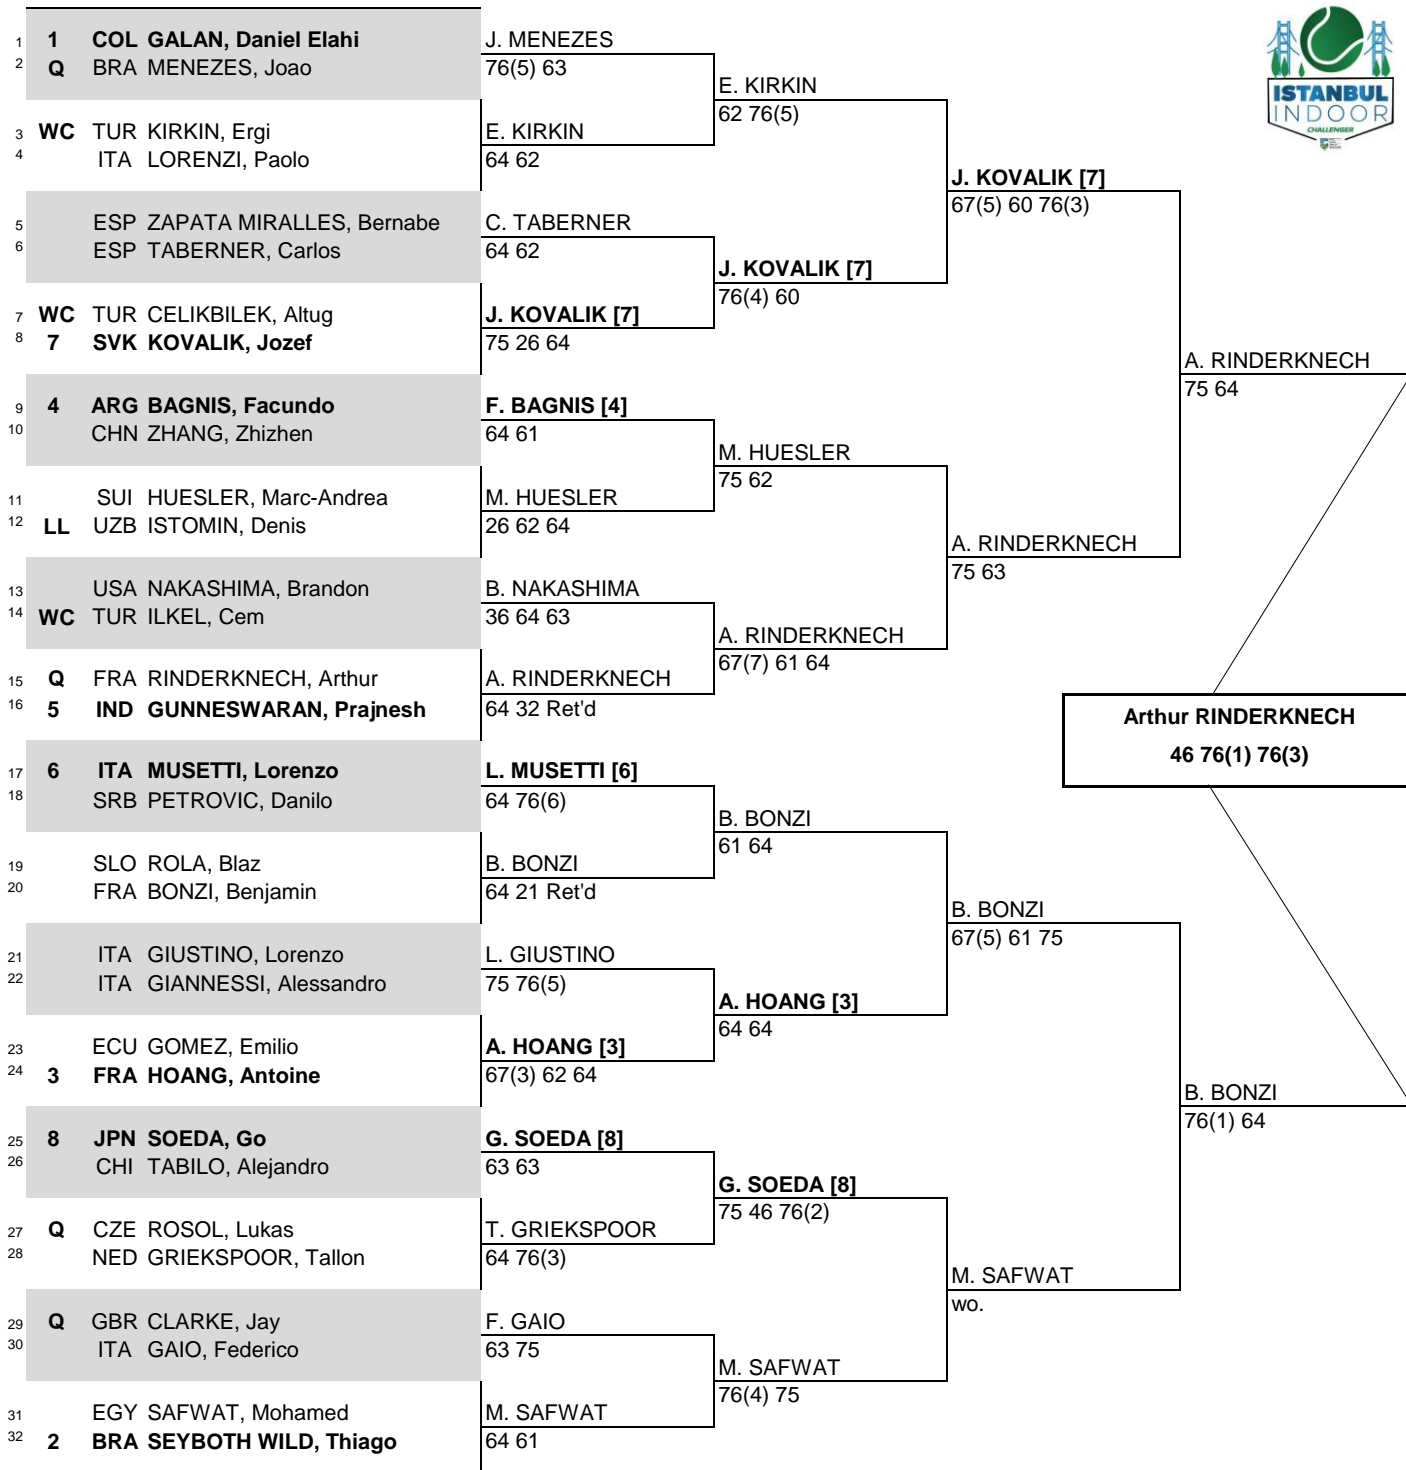 1 1 COL GALAN, Daniel Elahi
2 Q BRA MENEZES, Joao
3 WC TUR KIRKIN, Ergi
4 ITA LORENZI, Paolo
5 ESP ZAPATA MIRALLES, Bernabe
6 ESP TABERNER, Carlos
7 WC TUR CELIKBILEK, Altug
8 7 SVK KOVALIK, Jozef
9 4 ARG BAGNIS, Facundo
10 CHN ZHANG, Zhizhen
11 SUI HUESLER, Marc-Andrea
12 LL UZB ISTOMIN, Denis
13 USA NAKASHIMA, Brandon
14 WC TUR ILKEL, Cem
15 Q FRA RINDERKNECH, Arthur
16 5 IND GUNNESWARAN, Prajnesh
17 6 ITA MUSETTI, Lorenzo
18 SRB PETROVIC, Danilo
19 SLO ROLA, Blaz
20 FRA BONZI, Benjamin
21 ITA GIUSTINO, Lorenzo
22 ITA GIANNESSI, Alessandro
23 ECU GOMEZ, Emilio
24 3 FRA HOANG, Antoine
25 8 JPN SOEDA, Go
26 CHI TABILO, Alejandro
27 Q CZE ROSOL, Lukas
28 NED GRIEKSPOOR, Tallon
29 Q GBR CLARKE, Jay
30 ITA GAIO, Federico
31 EGY SAFWAT, Mohamed
32 2 BRA SEYBOTH WILD, Thiago
J. MENEZES
76(5) 63
E. KIRKIN
64 62
C. TABERNER
64 62
J. KOVALIK [7]
75 26 64
F. BAGNIS [4]
64 61
M. HUESLER
26 62 64
B. NAKASHIMA
36 64 63
A. RINDERKNECH
64 32 Ret'd
L. MUSETTI [6]
64 76(6)
B. BONZI
64 21 Ret'd
L. GIUSTINO
75 76(5)
A. HOANG [3]
67(3) 62 64
G. SOEDA [8]
63 63
T. GRIEKSPOOR
64 76(3)
F. GAIO
63 75
M. SAFWAT
64 61
E. KIRKIN
62 76(5)
J. KOVALIK [7]
76(4) 60
M. HUESLER
75 62
A. RINDERKNECH
67(7) 61 64
B. BONZI
61 64
A. HOANG [3]
64 64
G. SOEDA [8]
75 46 76(2)
M. SAFWAT
76(4) 75
J. KOVALIK [7]
67(5) 60 76(3)
A. RINDERKNECH
75 63
B. BONZI
67(5) 61 75
M. SAFWAT
wo.
A. RINDERKNECH
75 64
B. BONZI
76(1) 64
Arthur RINDERKNECH
46 76(1) 76(3)
ISTANBUL
INDOOR
CHALLENGER